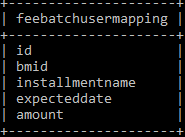 +---------------------+
| feebatchusermapping |
+---------------------+
| id
| bmid
| installmentname
| expecteddate
| amount
+---------------------+